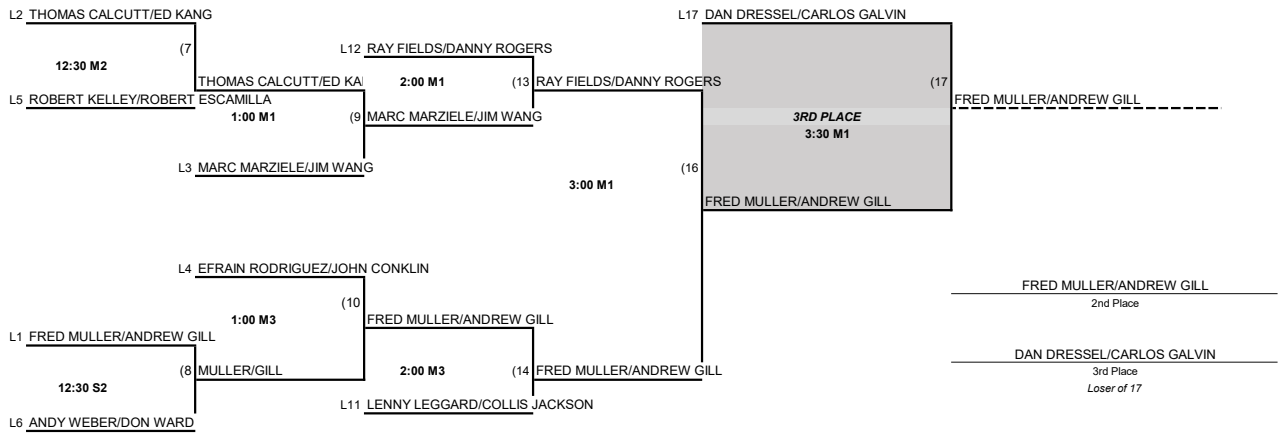 L2 THOMAS CALCUTT/ED KANG
L17 DAN DRESSEL/CARLOS GALVIN
(7
L12 RAY FIELDS/DANNY ROGERS
12:30 M2
THOMAS CALCUTT/ED KA
2:00 M1
(13 RAY FIELDS/DANNY ROGERS
(17
L5 ROBERT KELLEY/ROBERT ESCAMILLA
FRED MULLER/ANDREW GILL
1:00 M1
(9 MARC MARZIELE/JIM WANG
3RD PLACE
3:30 M1
L3 MARC MARZIELE/JIM WANG
(16
3:00 M1
FRED MULLER/ANDREW GILL
L4 EFRAIN RODRIGUEZ/JOHN CONKLIN
FRED MULLER/ANDREW GILL
(10
2nd Place
1:00 M3
FRED MULLER/ANDREW GILL
L1 FRED MULLER/ANDREW GILL
DAN DRESSEL/CARLOS GALVIN
(8 MULLER/GILL
2:00 M3
(14 FRED MULLER/ANDREW GILL
3rd Place
12:30 S2
Loser of 17
L11 LENNY LEGGARD/COLLIS JACKSON
L6 ANDY WEBER/DON WARD